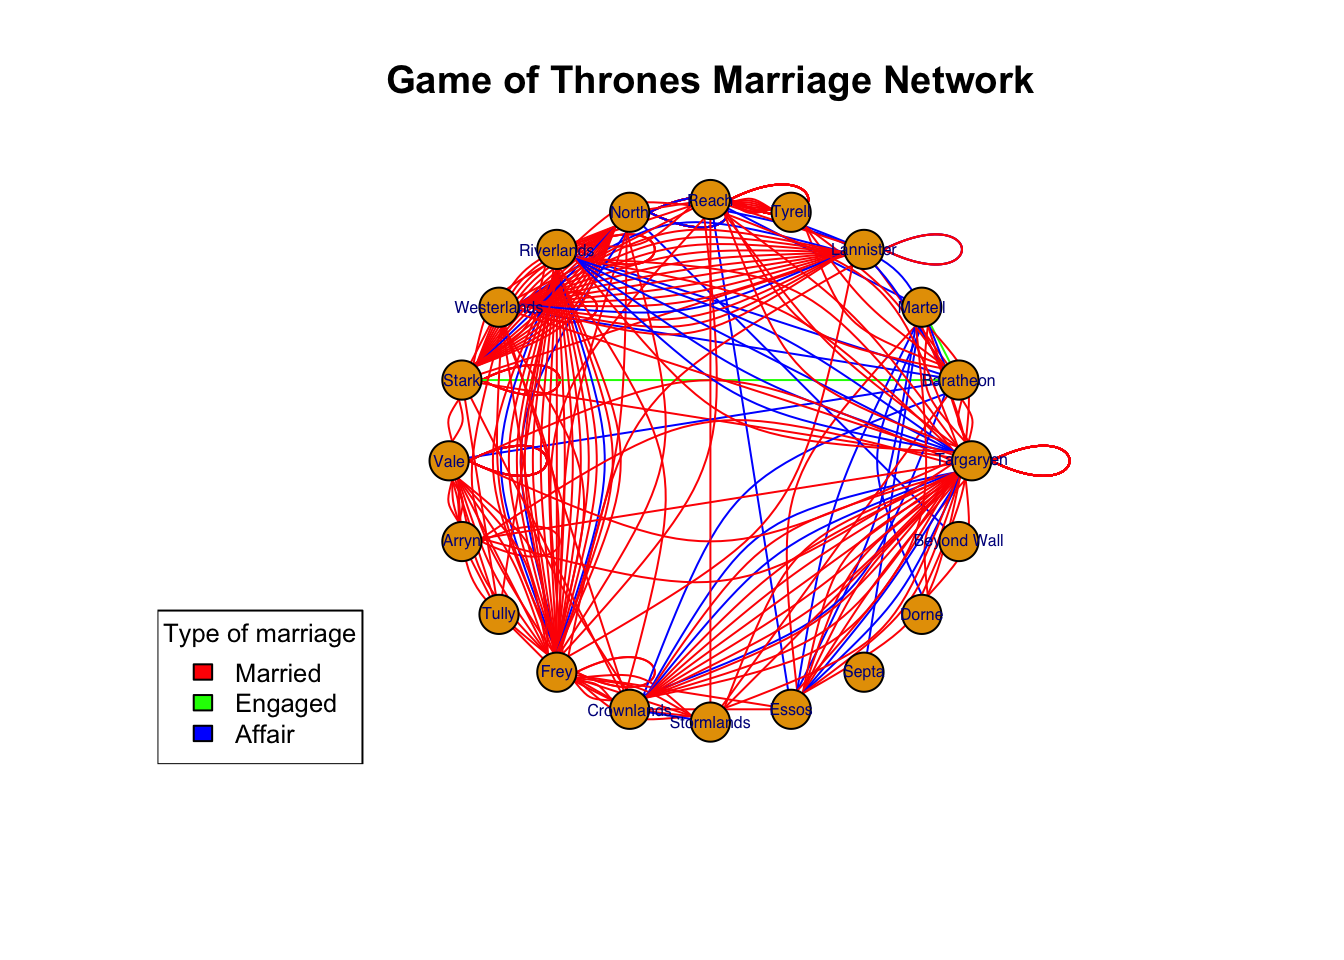 Game of Thrones Marriage Network
Reach
North
Tyrell
Riverlands
Lannister
Westerlands
Martell
Stark
Baratheon
Vale
Targaryen
Arryn
Beyond Wall
Tully
Dorne
Frey
Septa
Crownlands
Essos
Stormlands
Type of marriage
Married
Engaged
Affair